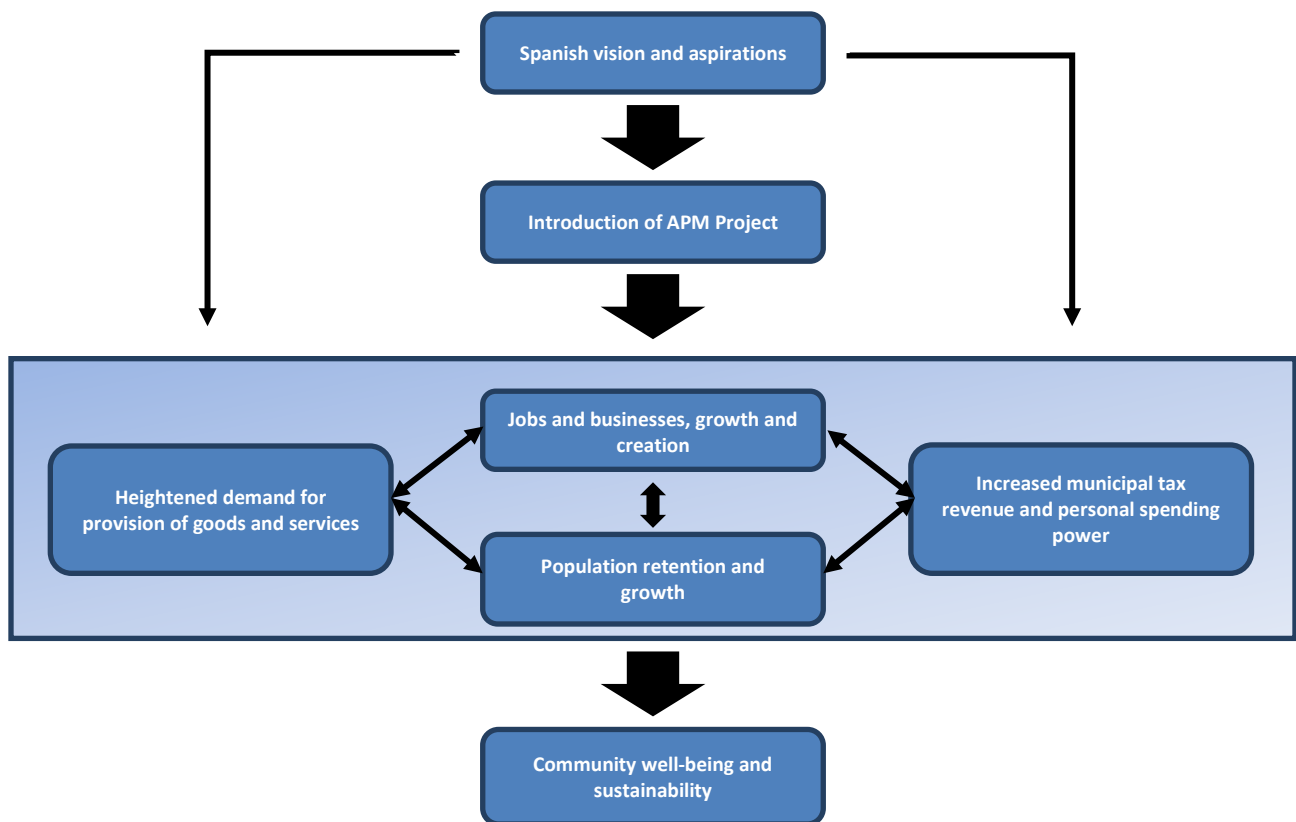 Spanish vision and aspirations
Introduction of APM Project
Jobs and businesses, growth and
creation
Heightened demand for
provision of goods and services
Increased municipal tax
revenue and personal spending
power
Population retention and
growth
Community well-being and
sustainability